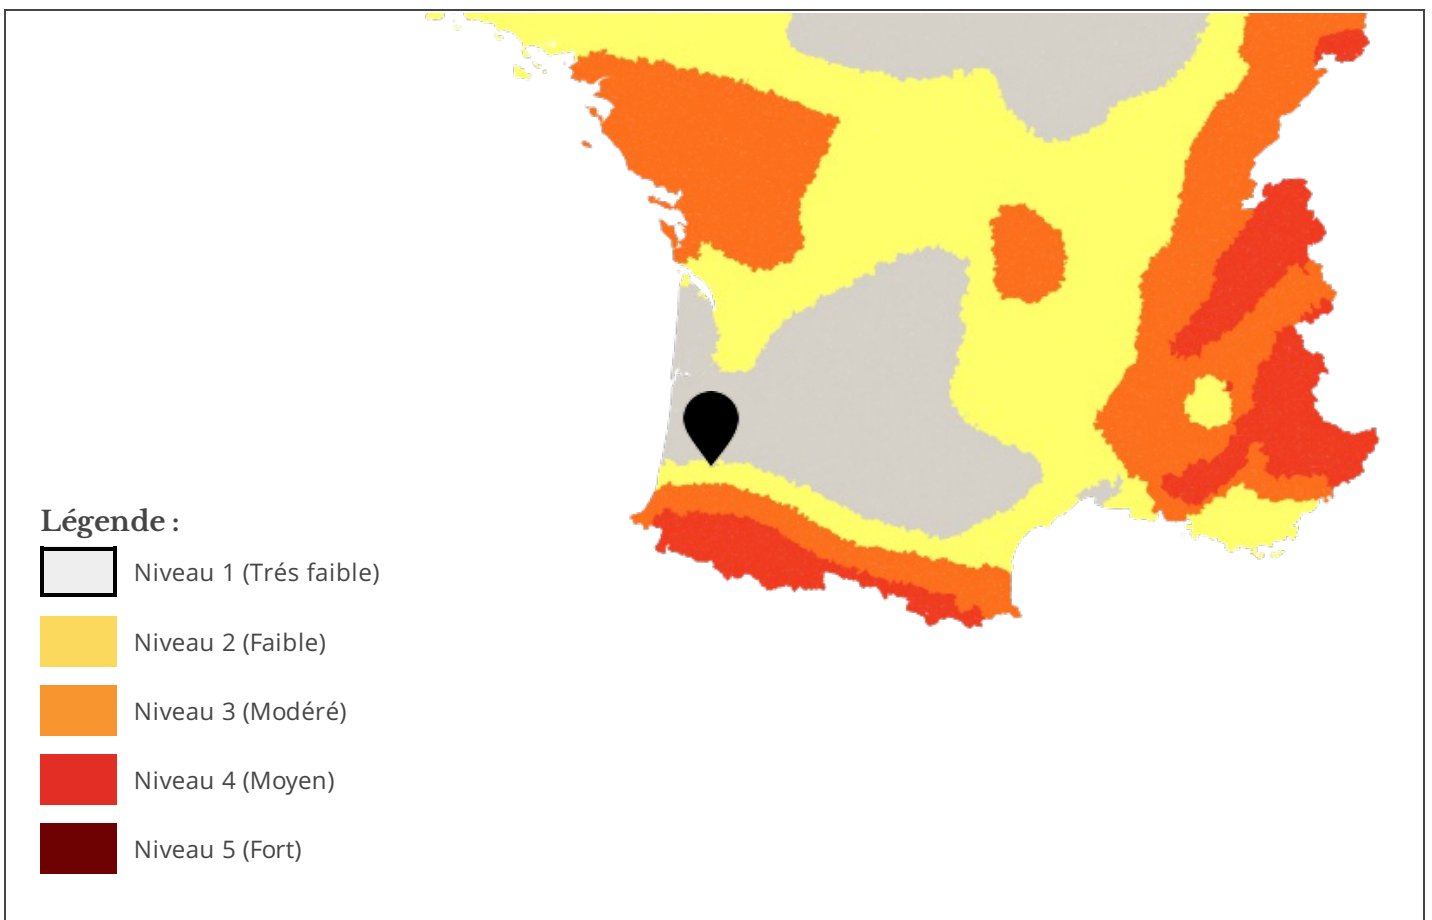 Légende :
Niveau 1 (Trés faible)
Niveau 2 (Faible)
Niveau 3 (Modéré)
Niveau 4 (Moyen)
Niveau 5 (Fort)